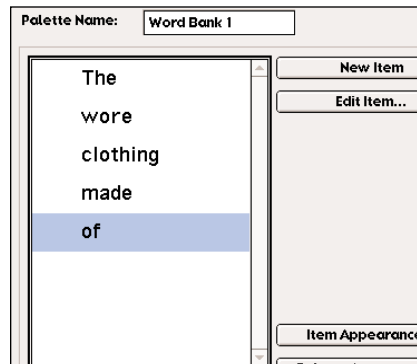 Palette Name: Word Bank 1
The
New Item
wore
Edit Item...
clothing
made
of
Item Appearance